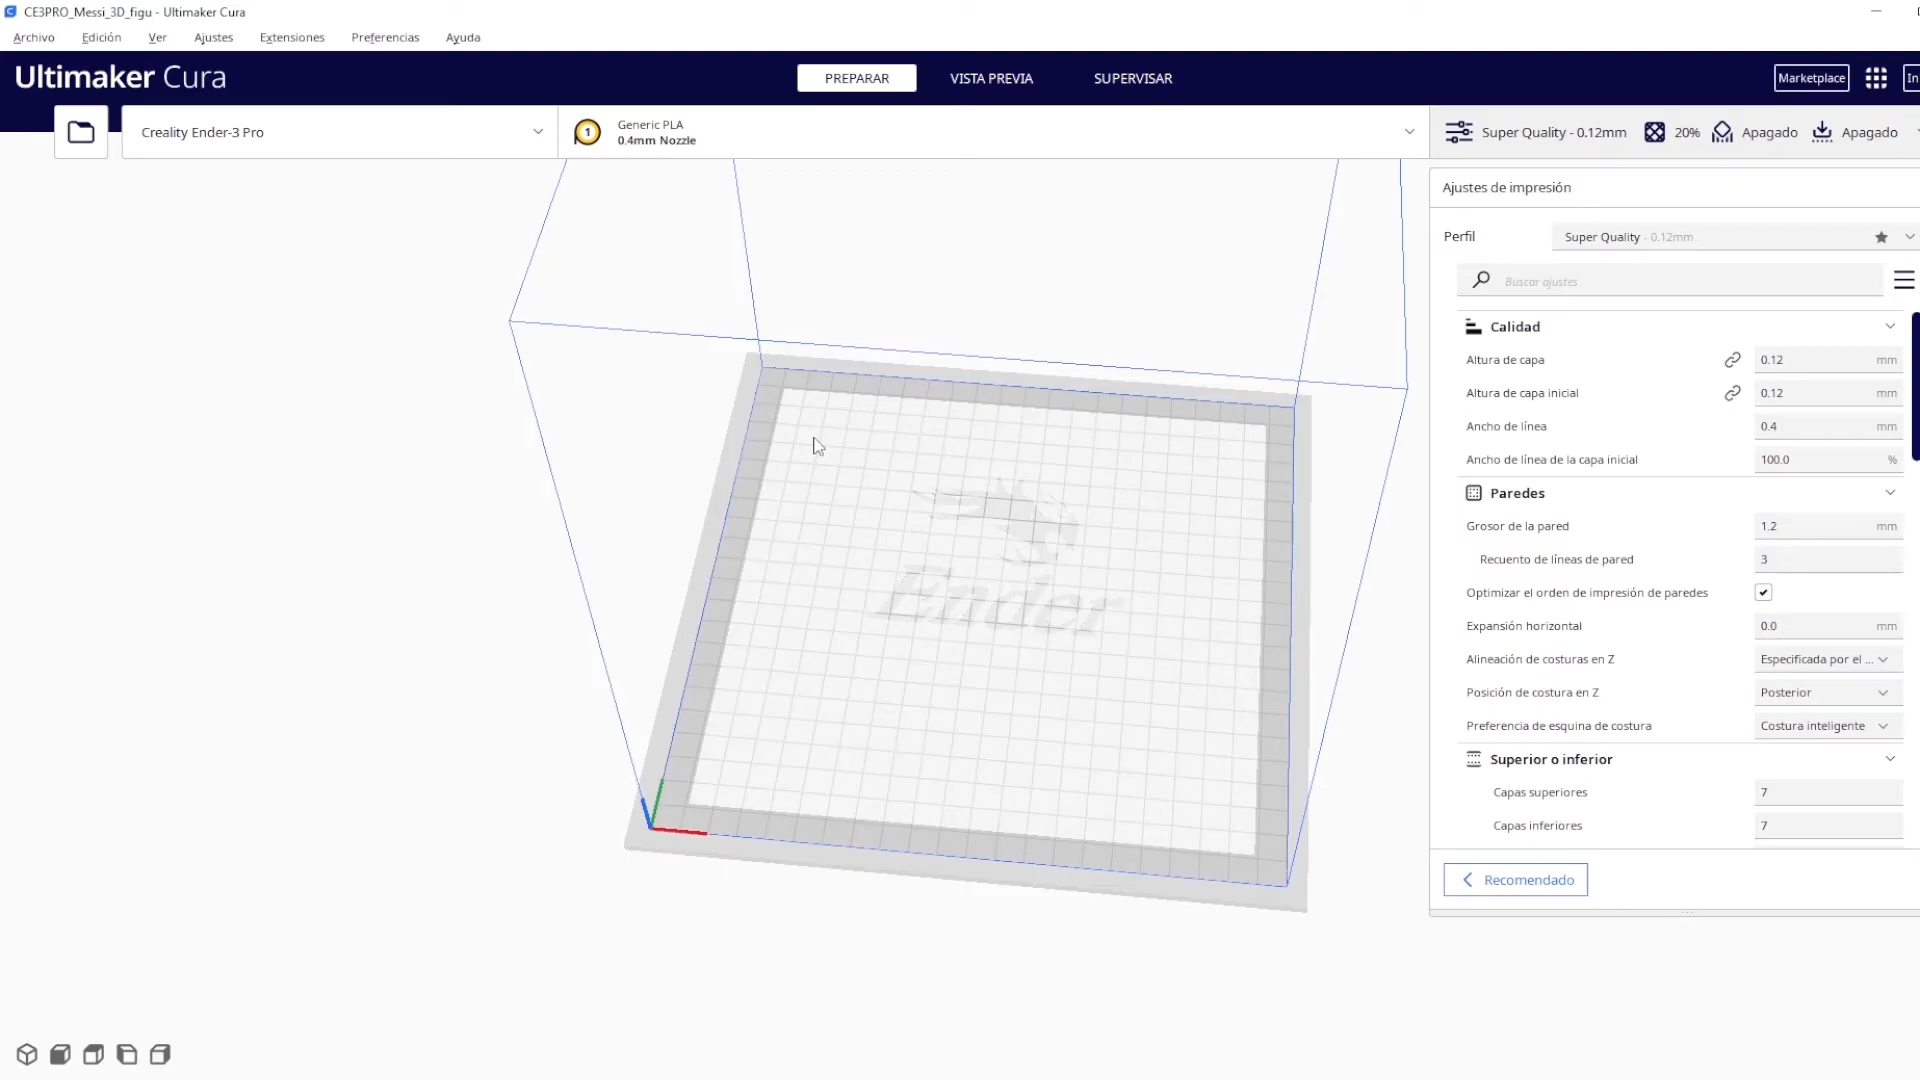 CE3PRO_Messi_3D_figu - Ultimaker Cura
Archivo Edición Ver Ajustes Extensiones Preferencias Ayuda
Ultimaker Cura
PREPARAR VISTA PREVIA SUPERVISAR
Marketplace
In
Creality Ender-3 Pro
1
Generic PLA
0.4mm Nozzle
Super Quality - 0.12mm 20% Apagado Apagado
Ajustes de impresión
Perfil Super Quality - 0.12mm
Buscar ajustes
Calidad
Altura de capa 0.12 mm
Altura de capa inicial 0.12 mm
Ancho de línea 0.4 mm
Ancho de línea de la capa inicial 100.0 %
Paredes
Grosor de la pared 1.2 mm
Recuento de líneas de pared 3
Optimizar el orden de impresión de paredes
Expansión horizontal 0.0 mm
Alineación de costuras en Z Especificada por el ...
Posición de costura en Z Posterior
Preferencia de esquina de costura Costura inteligente
Superior o inferior
Capas superiores 7
Capas inferiores 7
Recomendado
Ender